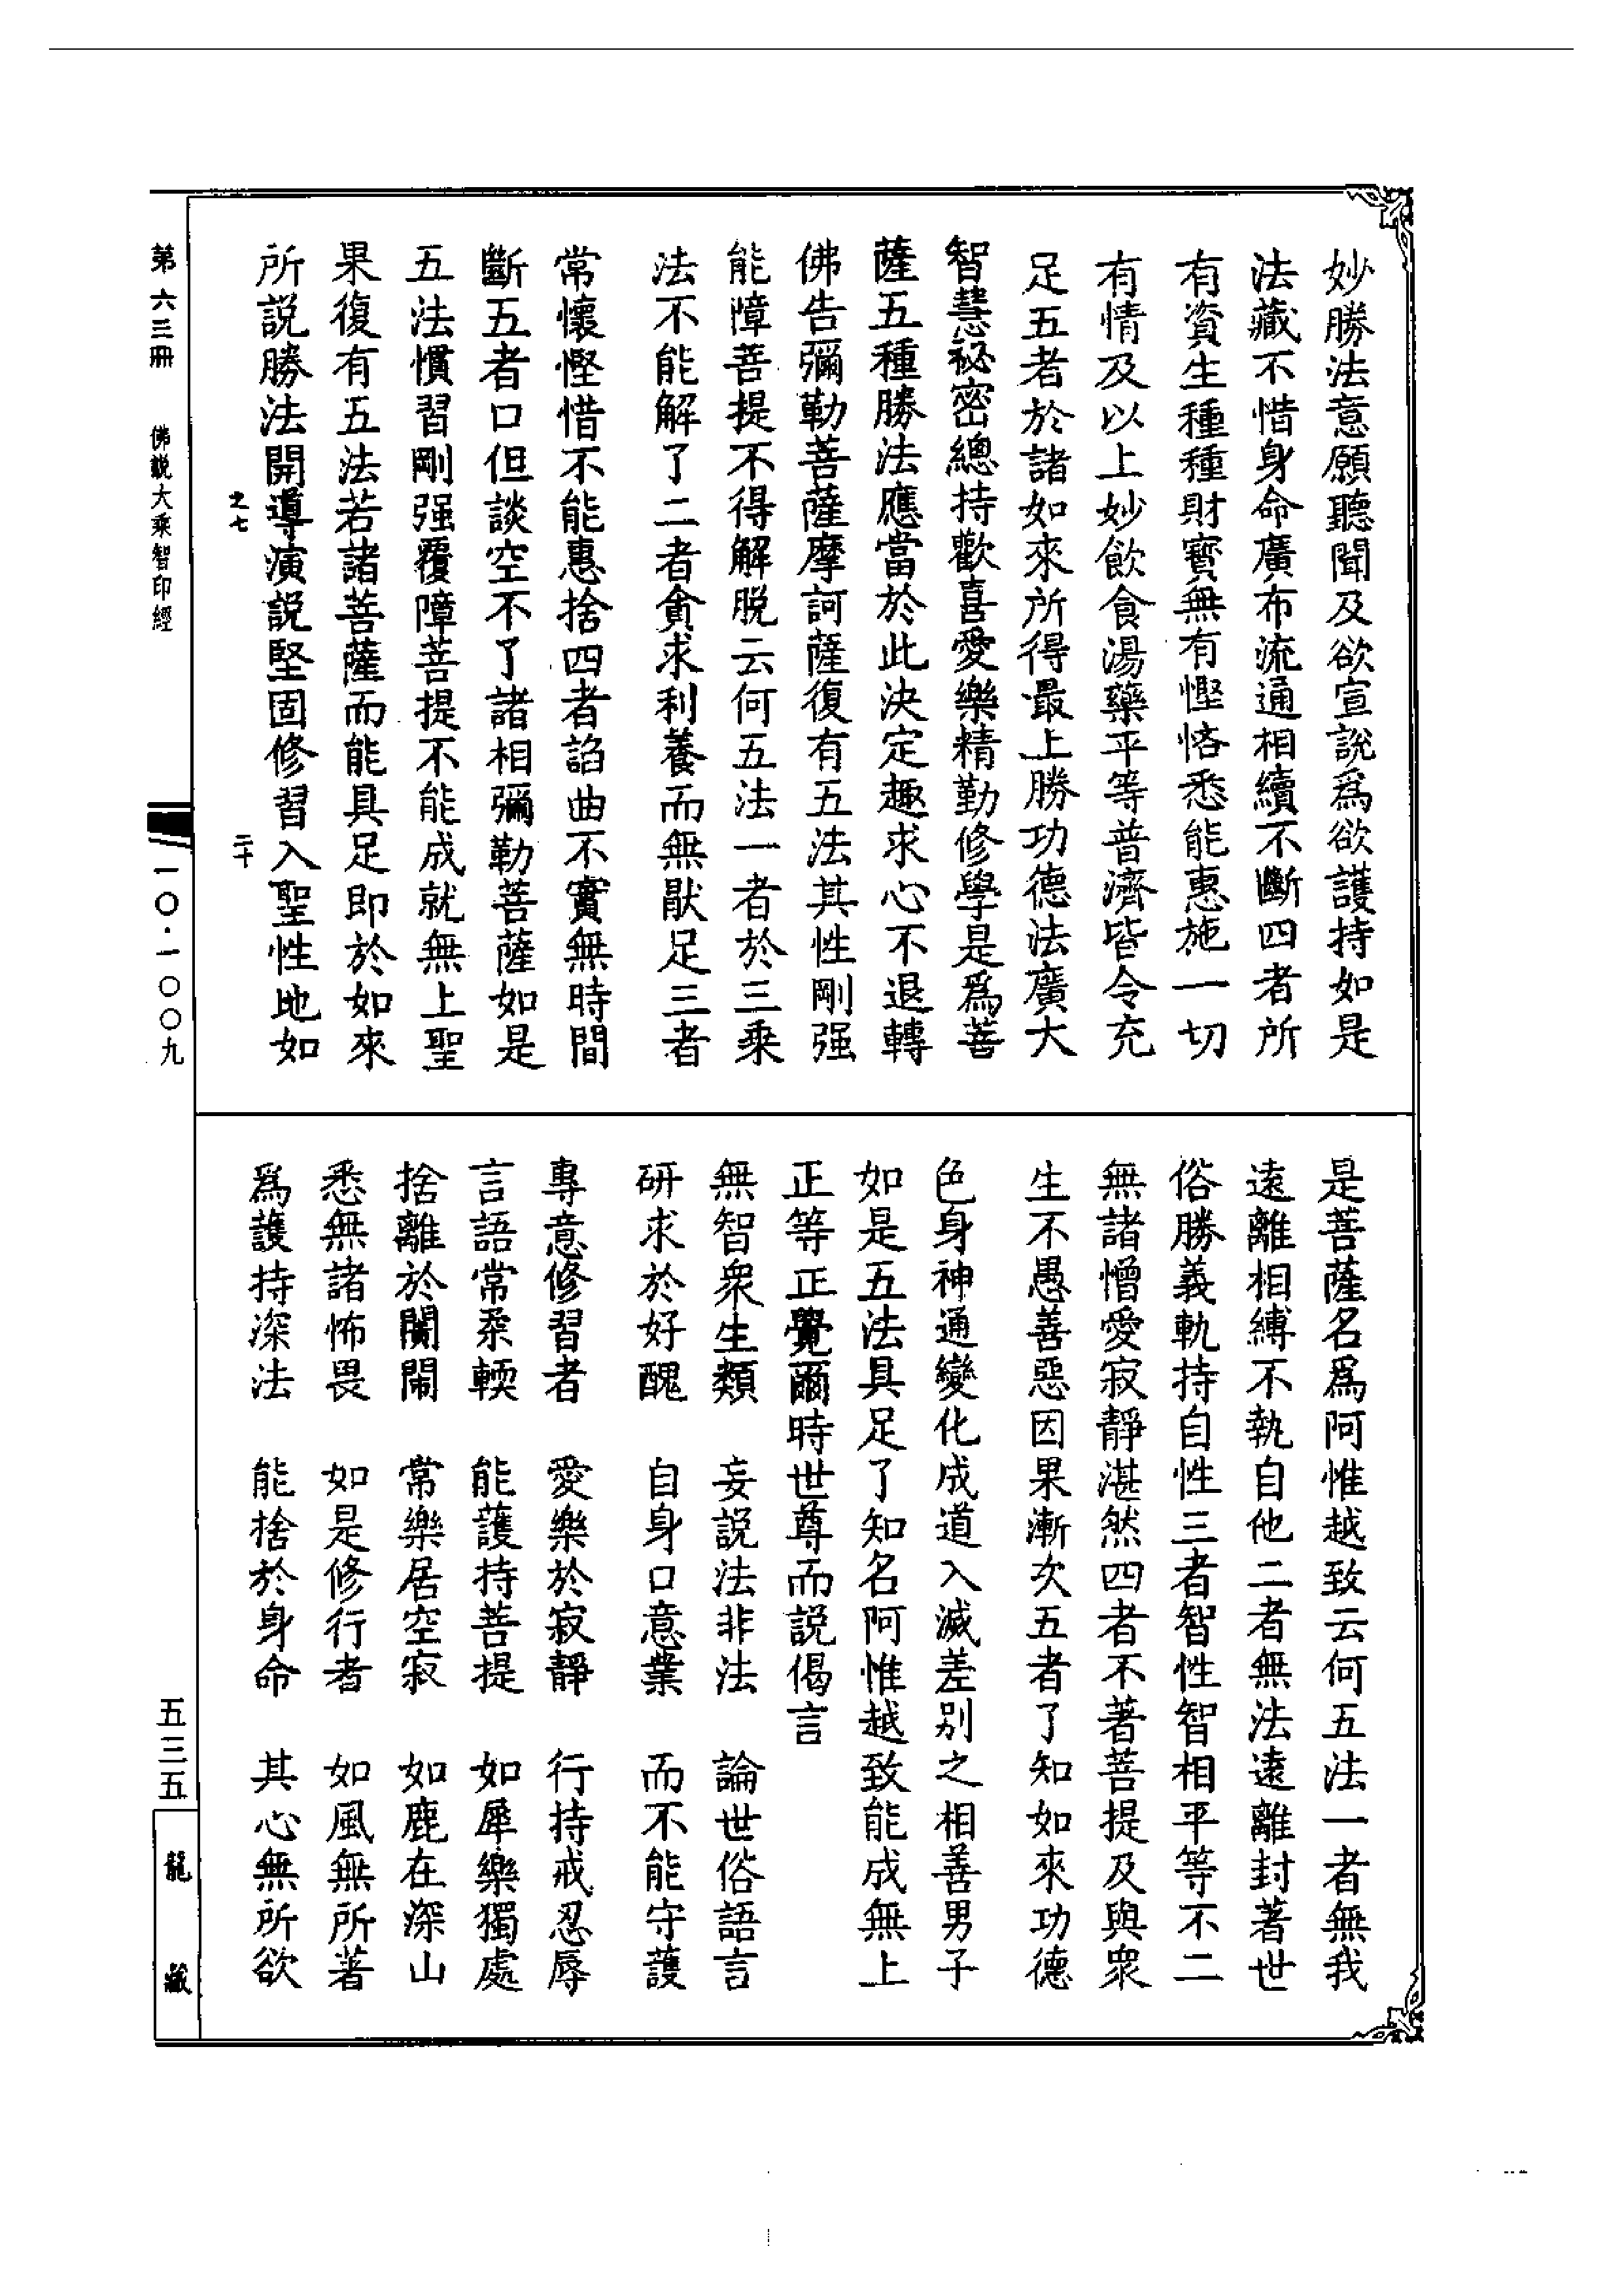 妙勝法意願聽聞及欲宣說爲欲護持如是
法藏不惜身命廣布流通相續不斷四者所
有資生種種財寶無有慳悋悉能惠施一切
有情及以上妙飲食湯藥平等普濟皆令充
足五者於諸如來所得最上勝功德法廣大
智慧祕密總持歡喜愛樂精勤修學是爲菩
薩五種勝法應當於此決定趣求心不退轉
佛告彌勒菩薩摩訶薩復有五法其性剛强
能障菩提不得解脫云何五法一者於三乘
法不能解了二者貪求利養而無猒足三者
常懷慳惜不能惠捨四者諂曲不實無時間
斷五者口但談空不了諸相彌勒菩薩如是
五法慣習剛强覆障菩提不能成就無上聖
果復有五法若諸菩薩而能具足即於如來
所說勝法開導演說堅固修習入聖性地如
之七
二十
是菩薩名爲阿惟越致云何五法一者無我
遠離相縛不執自他二者無法遠離封著世
俗勝義軌持自性三者智性智相平等不二
無諸憎愛寂靜湛然四者不著菩提及與衆
生不愚善惡因果漸次五者了知如來功德
色身神通變化成道入滅差別之相善男子
如是五法具足了知名阿惟越致能成無上
正等正覺爾時世尊而說偈言
無智衆生類　妄說法非法　論世俗語言
研求於好醜　自身口意業　而不能守護
專意修習者　愛樂於寂靜　行持戒忍辱
言語常柔輭　能護持菩提　如犀樂獨處
捨離於闠鬧　常樂居空寂　如鹿在深山
悉無諸怖畏　如是修行者　如風無所著
爲護持深法　能捨於身命　其心無所欲
第六三冊　佛說大乘智印經
一〇·一〇〇九
五三五
龍藏